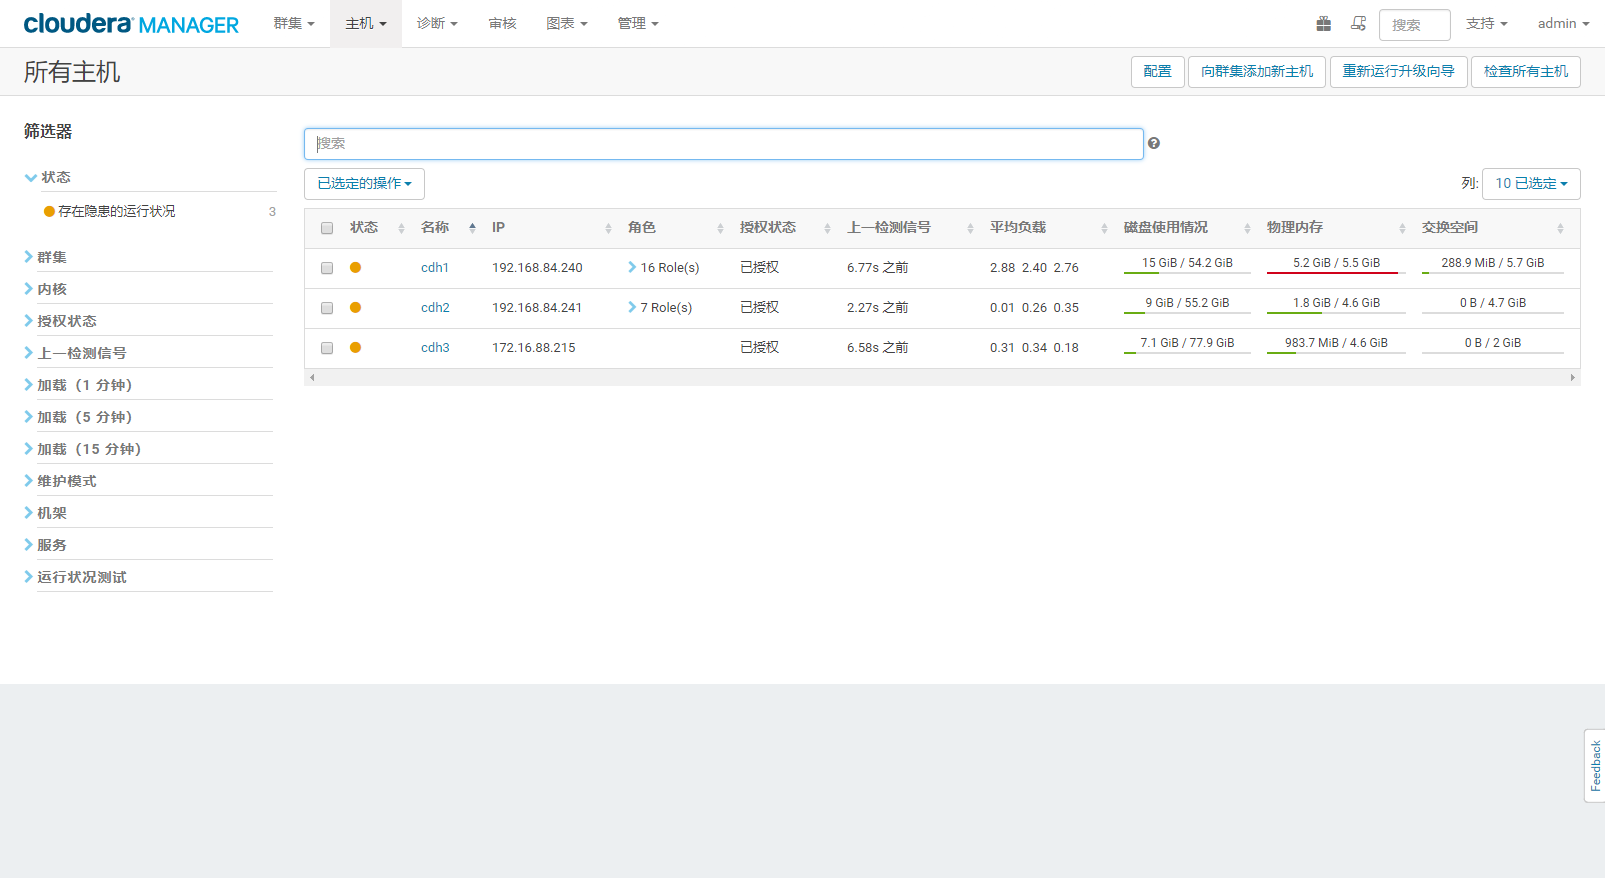 cloudera MANAGER 群集 主机 诊断 审核 图表 管理 搜索 支持 admin
所有主机 配置 向群集添加新主机 重新运行升级向导 检查所有主机
筛选器
状态
存在隐患的运行状况 3
群集
内核
授权状态
上一检测信号
加载（1 分钟）
加载（5 分钟）
加载（15 分钟）
维护模式
机架
服务
运行状况测试
搜索
已选定的操作 列: 10 已选定
状态 名称 IP 角色 授权状态 上一检测信号 平均负载 磁盘使用情况 物理内存 交换空间
cdh1 192.168.84.240 16 Role(s) 已授权 6.77s 之前 2.88 2.40 2.76 15 GiB / 54.2 GiB 5.2 GiB / 5.5 GiB 288.9 MiB / 5.7 GiB
cdh2 192.168.84.241 7 Role(s) 已授权 2.27s 之前 0.01 0.26 0.35 9 GiB / 55.2 GiB 1.8 GiB / 4.6 GiB 0 B / 4.7 GiB
cdh3 172.16.88.215 已授权 6.58s 之前 0.31 0.34 0.18 7.1 GiB / 77.9 GiB 983.7 MiB / 4.6 GiB 0 B / 2 GiB
Feedback